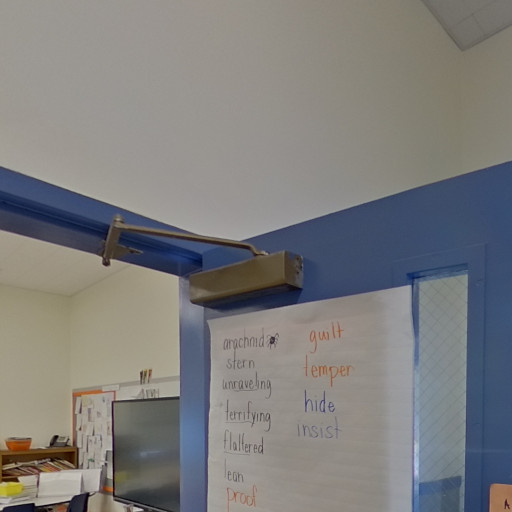 arachnid
stern
unraveling
terrifying
flattered
lean
proof
guilt
temper
hide
insist